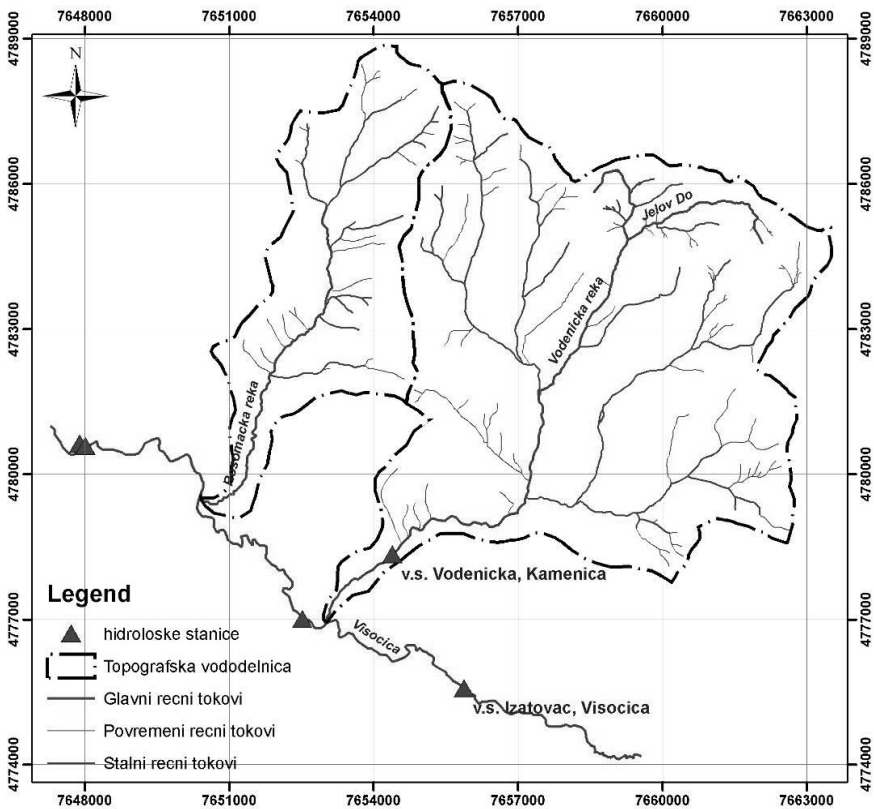 7648000 7651000 7654000 7657000 7660000 7663000
4789000 4789000
N
4786000 4786000
Jelov Do
4783000 4783000
Vodenicka reka
Rosomacka reka
4780000 4780000
v.s. Vodenicka, Kamenica
Legend
4777000 4777000
hidroloske stanice
Visocica
Topografska vododelnica
Glavni recni tokovi
v.s. Izatovac, Visocica
Povremeni recni tokovi
Stalni recni tokovi
4774000 4774000
7648000 7651000 7654000 7657000 7660000 7663000